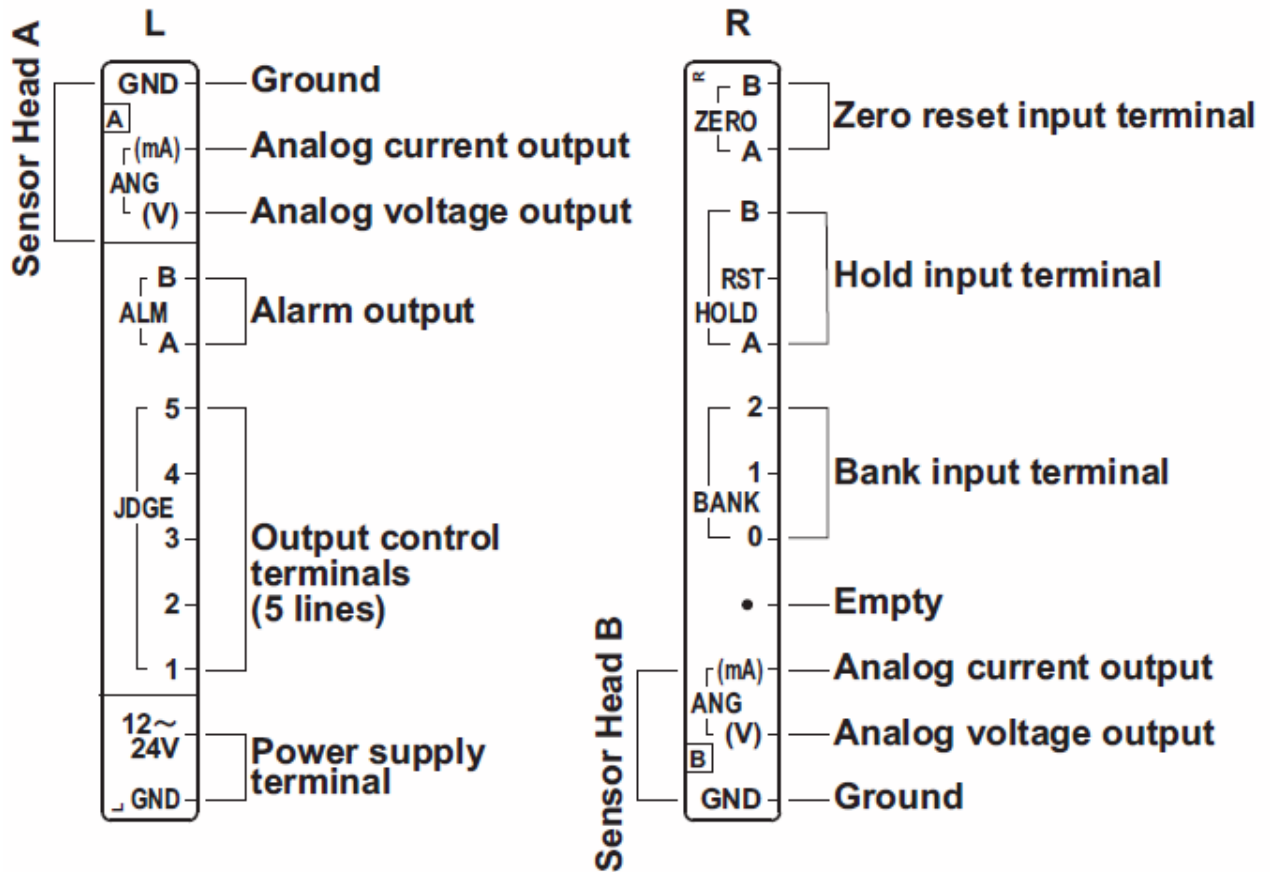 L
Sensor Head A
GND
Ground
A
(mA)
Analog current output
ANG
(V)
Analog voltage output
B
ALM
Alarm output
A
5
4
JDGE
3
Output control
terminals
2
(5 lines)
1
12～
24V
Power supply
terminal
L GND
R
R
B
ZERO
Zero reset input terminal
A
B
RST
Hold input terminal
HOLD
A
2
1
Bank input terminal
BANK
0
•
Empty
Sensor Head B
(mA)
Analog current output
ANG
(V)
Analog voltage output
B
GND
Ground